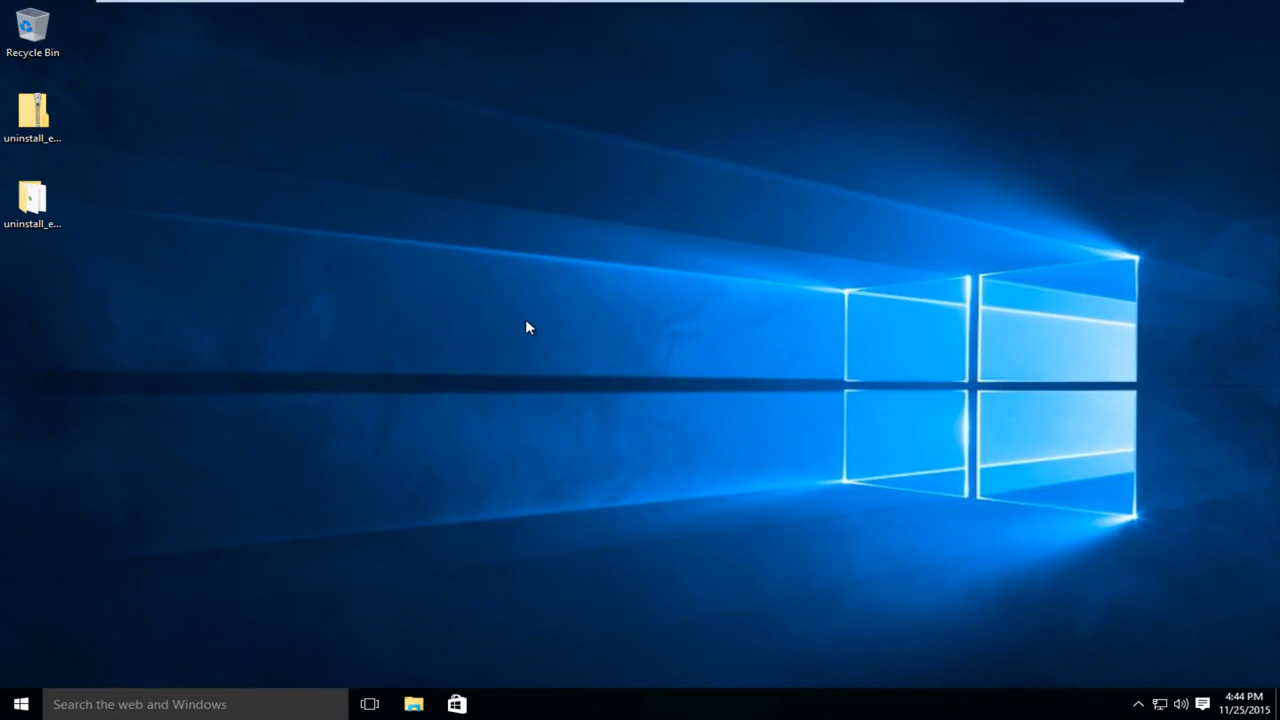 Recycle Bin
uninstall_e...
uninstall_e...
Search the web and Windows
4:44 PM
11/25/2015